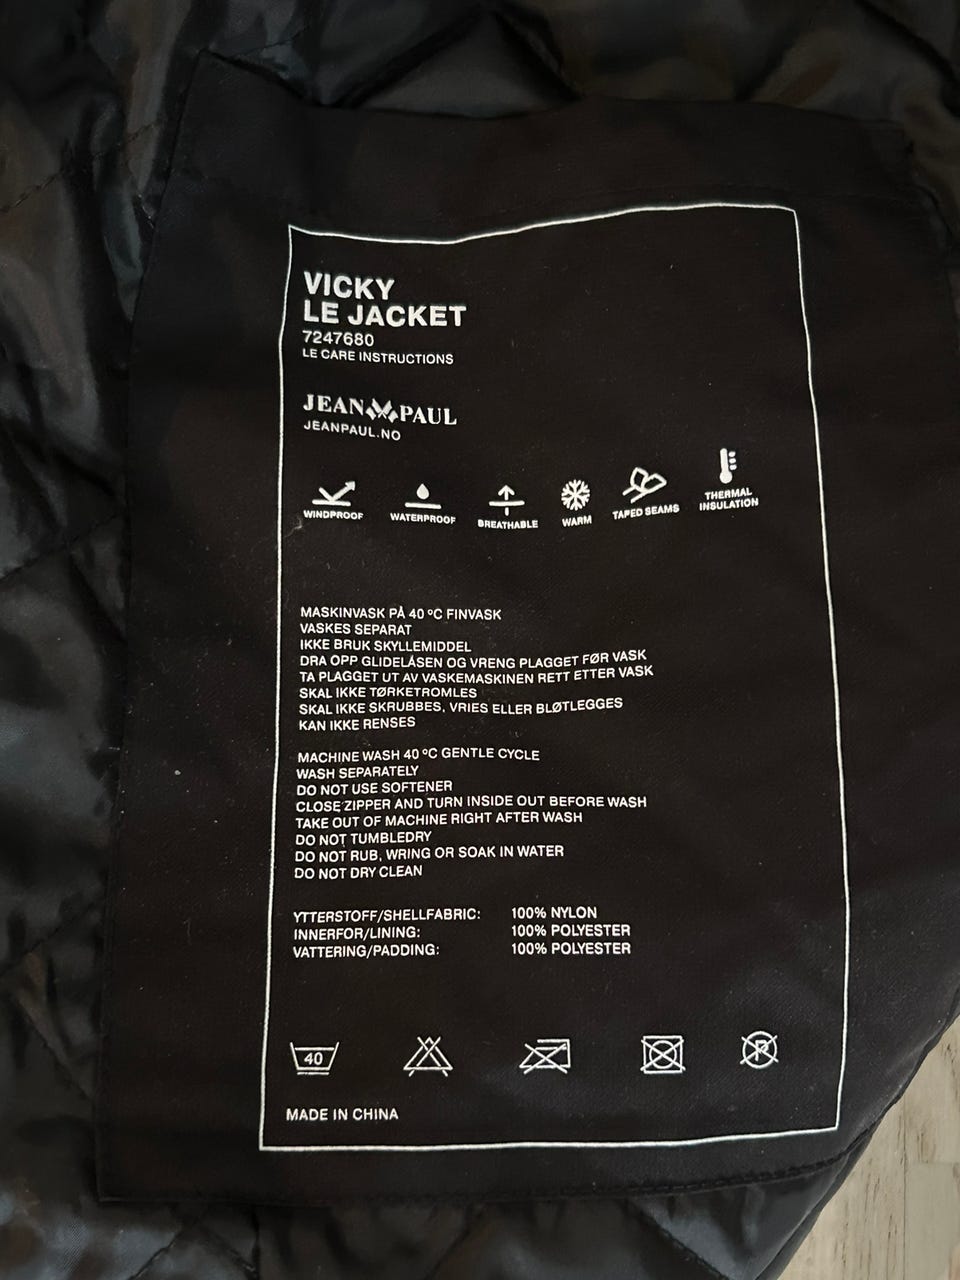 VICKY
LE JACKET
7247680
LE CARE INSTRUCTIONS
JEAN PAUL
JEANPAUL.NO
WINDPROOF WATERPROOF BREATHABLE WARM TAPED SEAMS THERMAL INSULATION
MASKINVASK PÅ 40 ºC FINVASK
VASKES SEPARAT
IKKE BRUK SKYLLEMIDDEL
DRA OPP GLIDELÅSEN OG VRENG PLAGGET FØR VASK
TA PLAGGET UT AV VASKEMASKINEN RETT ETTER VASK
SKAL IKKE TØRKETROMLES
SKAL IKKE SKRUBBES, VRIES ELLER BLØTLEGGES
KAN IKKE RENSES
MACHINE WASH 40 ºC GENTLE CYCLE
WASH SEPARATELY
DO NOT USE SOFTENER
CLOSE ZIPPER AND TURN INSIDE OUT BEFORE WASH
TAKE OUT OF MACHINE RIGHT AFTER WASH
DO NOT TUMBLEDRY
DO NOT RUB, WRING OR SOAK IN WATER
DO NOT DRY CLEAN
YTTERSTOFF/SHELLFABRIC: 100% NYLON
INNERFOR/LINING: 100% POLYESTER
VATTERING/PADDING: 100% POLYESTER
40 P
MADE IN CHINA